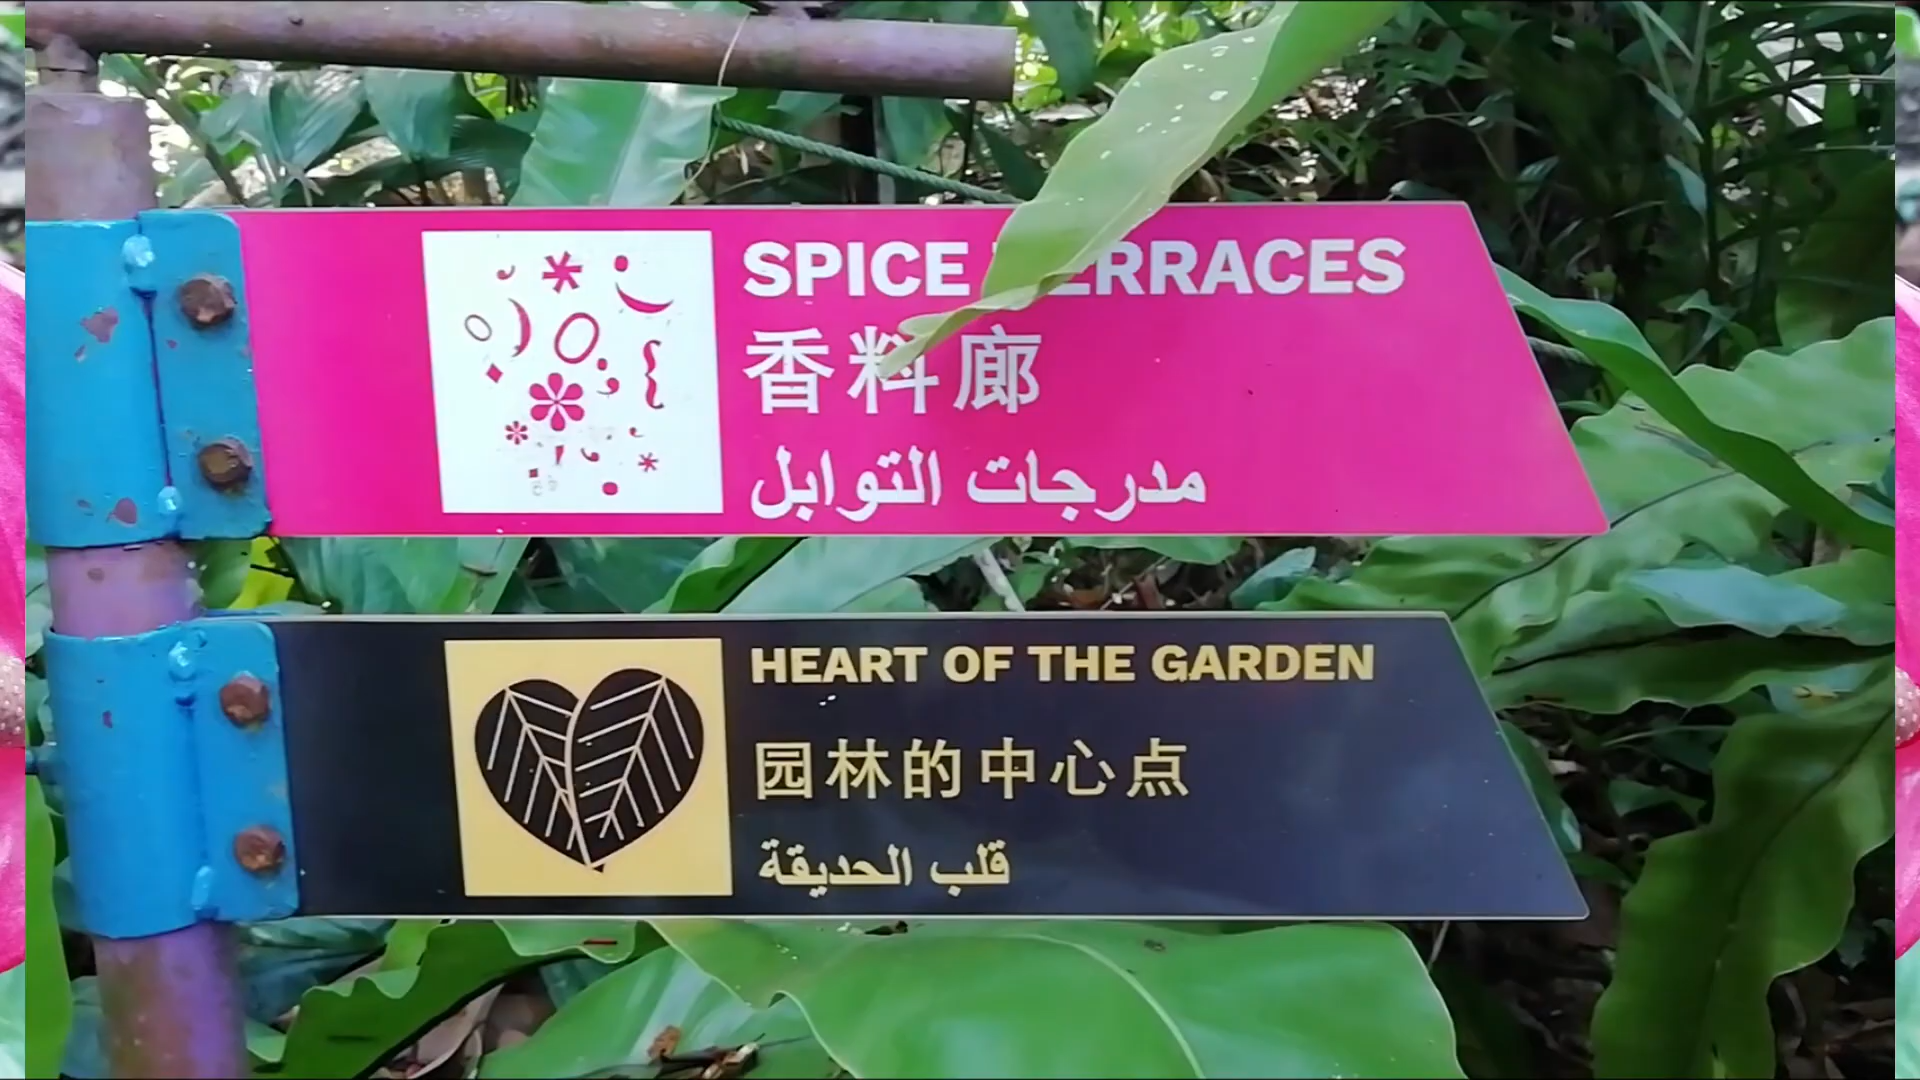 SPICE TERRACES
香料廊
مدرجات التوابل
HEART OF THE GARDEN
园林的中心点
قلب الحديقة